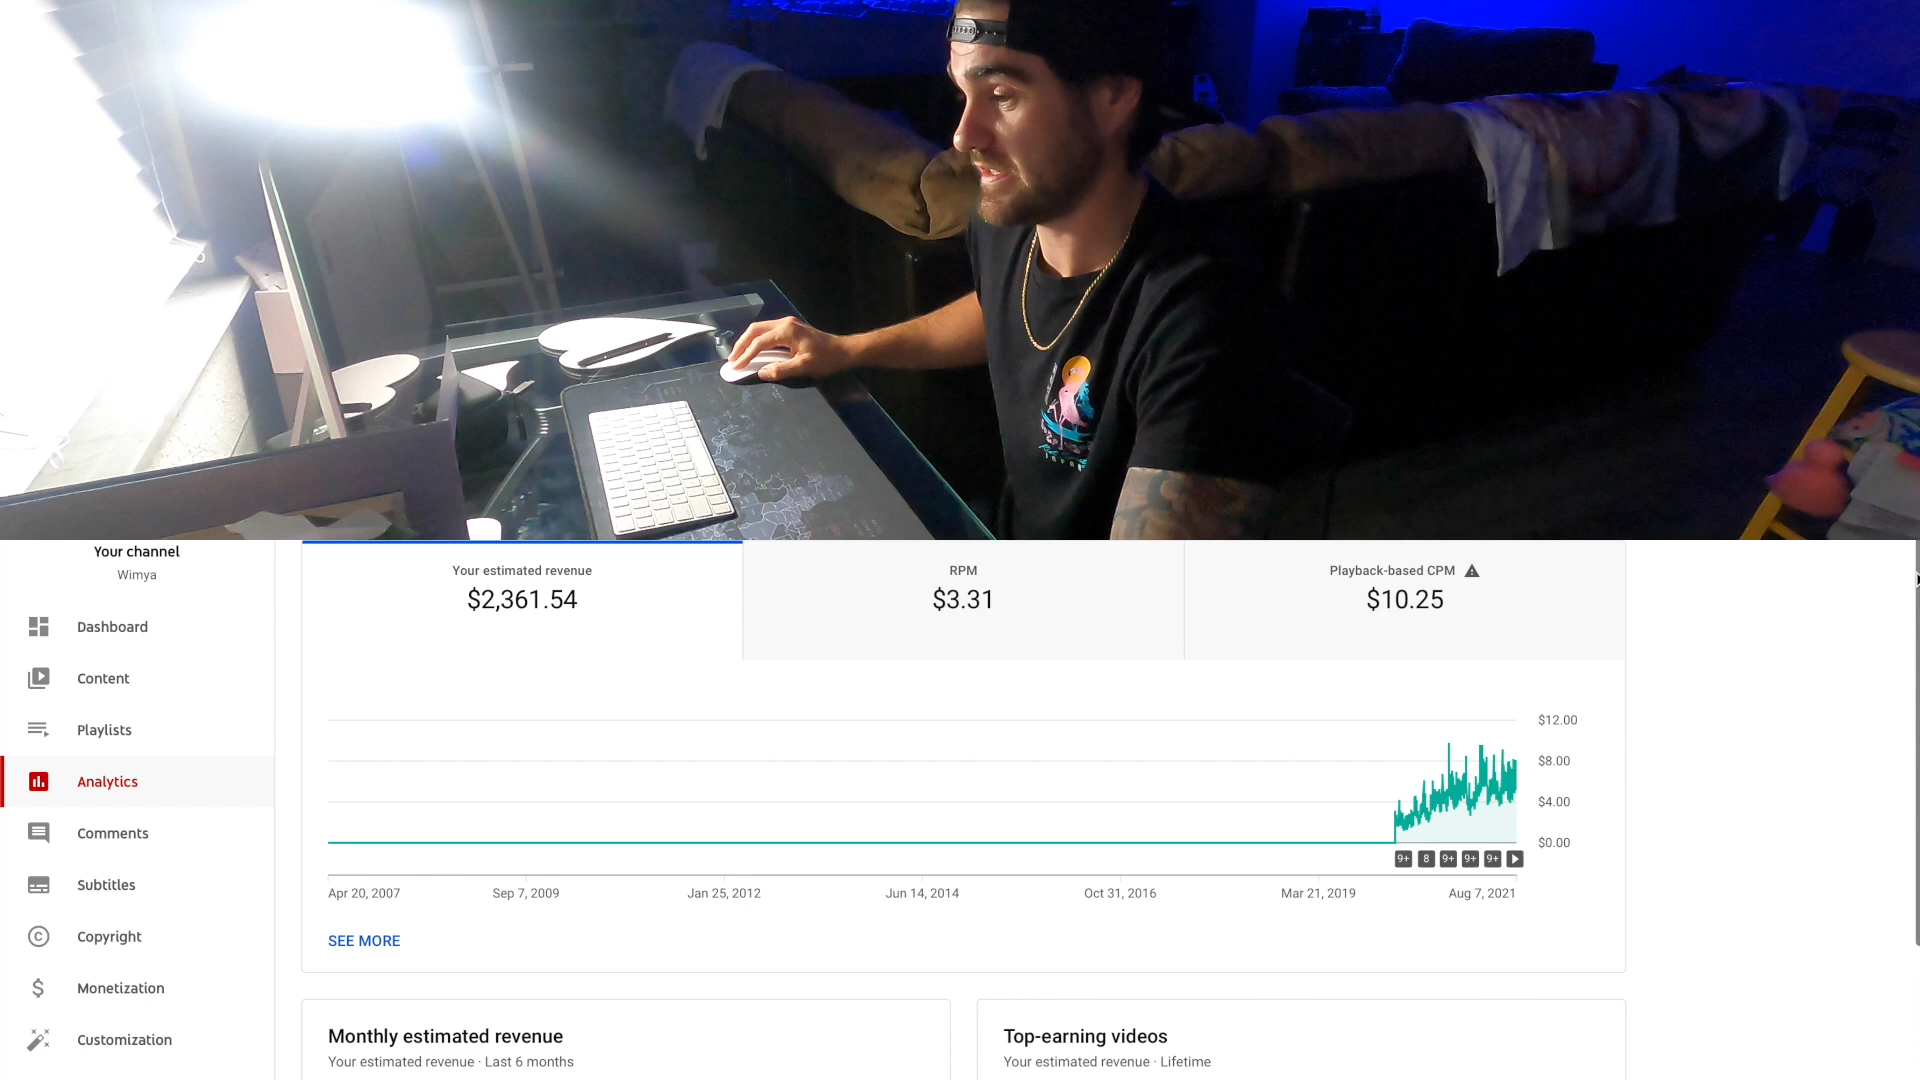 Your channel
Wimya
Dashboard
Content
Playlists
Analytics
Comments
Subtitles
Copyright
Monetization
Customization
Your estimated revenue
$2,361.54
RPM
$3.31
Playback-based CPM
$10.25
$12.00
$8.00
$4.00
$0.00
9+ 8 9+ 9+ 9+
Apr 20, 2007 Sep 7, 2009 Jan 25, 2012 Jun 14, 2014 Oct 31, 2016 Mar 21, 2019 Aug 7, 2021
SEE MORE
Monthly estimated revenue
Your estimated revenue · Last 6 months
Top-earning videos
Your estimated revenue · Lifetime